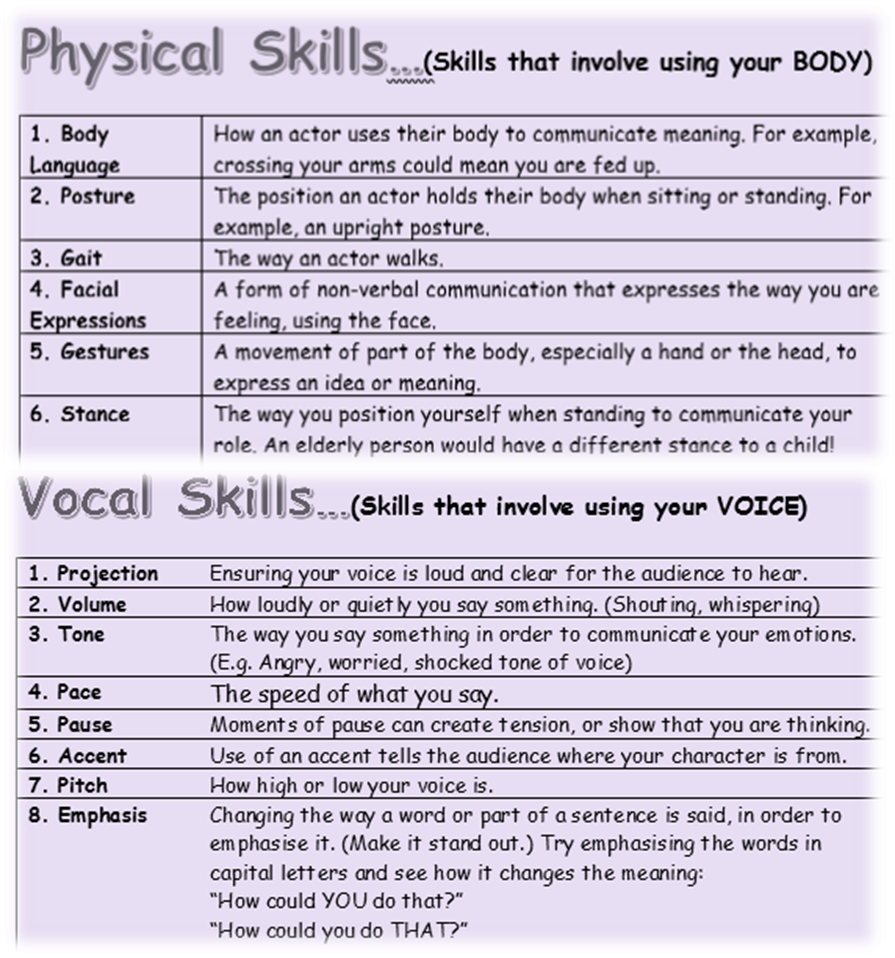 Physical Skills...(Skills that involve using your BODY)
1. Body How an actor uses their body to communicate meaning. For example,
Language crossing your arms could mean you are fed up.
2. Posture The position an actor holds their body when sitting or standing. For
example, an upright posture.
3. Gait The way an actor walks.
4. Facial A form of non-verbal communication that expresses the way you are
Expressions feeling, using the face.
5. Gestures A movement of part of the body, especially a hand or the head, to
express an idea or meaning.
6. Stance The way you position yourself when standing to communicate your
role. An elderly person would have a different stance to a child!
Vocal Skills...(Skills that involve using your VOICE)
1. Projection Ensuring your voice is loud and clear for the audience to hear.
2. Volume How loudly or quietly you say something. (Shouting, whispering)
3. Tone The way you say something in order to communicate your emotions.
(E.g. Angry, worried, shocked tone of voice)
4. Pace The speed of what you say.
5. Pause Moments of pause can create tension, or show that you are thinking.
6. Accent Use of an accent tells the audience where your character is from.
7. Pitch How high or low your voice is.
8. Emphasis Changing the way a word or part of a sentence is said, in order to
emphasise it. (Make it stand out.) Try emphasising the words in
capital letters and see how it changes the meaning:
“How could YOU do that?”
“How could you do THAT?”